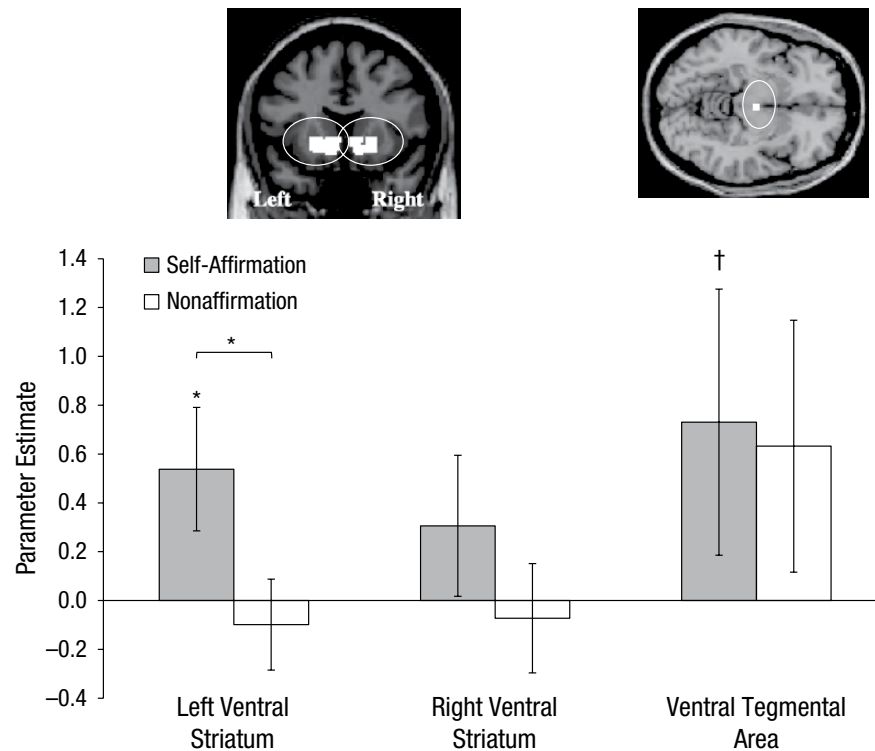 Left Right
1.4
1.2
1.0
0.8
0.6
0.4
0.2
0.0
–0.2
–0.4
Parameter Estimate
Self-Affirmation
Nonaffirmation
*
*
†
Left Ventral
Striatum
Right Ventral
Striatum
Ventral Tegmental
Area